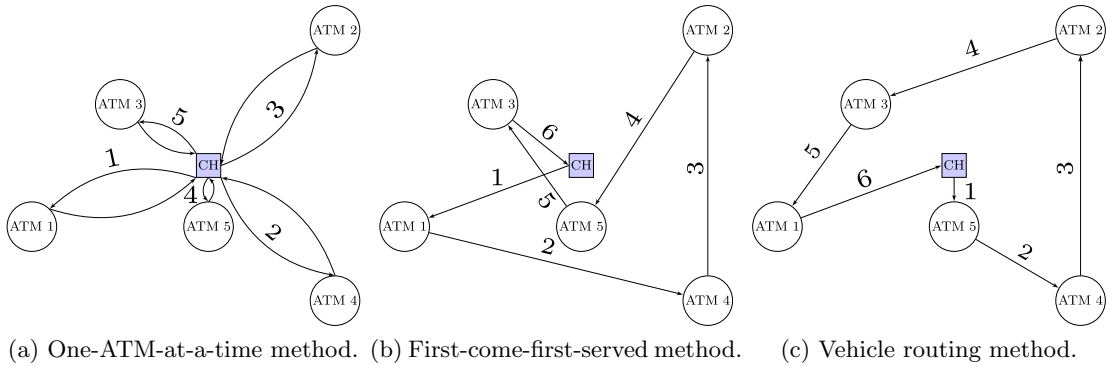 ATM 2
3
ATM 3
5
CH
1
4
ATM 1
ATM 5
2
ATM 4
(a) One-ATM-at-a-time method.
ATM 2
ATM 3
4
6
CH
3
1
5
ATM 1
ATM 5
2
ATM 4
(b) First-come-first-served method.
ATM 2
4
ATM 3
5
CH
3
6
1
ATM 1
ATM 5
2
ATM 4
(c) Vehicle routing method.